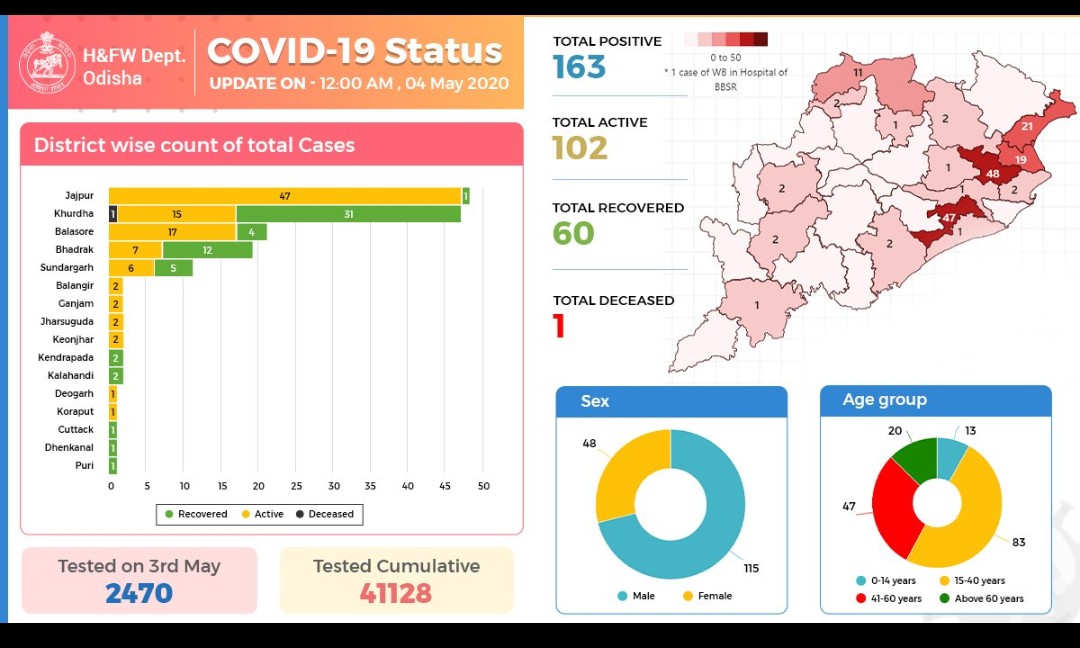 H&FW Dept.
Odisha
COVID-19 Status
UPDATE ON - 12:00 AM , 04 May 2020
District wise count of total Cases
Jajpur 47 1
Khurdha 1 15 31
Balasore 17 4
Bhadrak 7 12
Sundargarh 6 5
Balangir 2
Ganjam 2
Jharsuguda 2
Keonjhar 2
Kendrapada 2
Kalahandi 2
Deogarh 1
Koraput 1
Cuttack 1
Dhenkanal 1
Puri 1
0 5 10 15 20 25 30 35 40 45 50
Recovered Active Deceased
Tested on 3rd May
2470
Tested Cumulative
41128
TOTAL POSITIVE
163
TOTAL ACTIVE
102
TOTAL RECOVERED
60
TOTAL DECEASED
1
0 to 50
* 1 case of WB in Hospital of
BBSR
11
2
1
2
21
19
48
1
2
1
2
47
1
2
2
1
Sex
48
115
Male Female
Age group
20 13
47
83
0-14 years 15-40 years
41-60 years Above 60 years